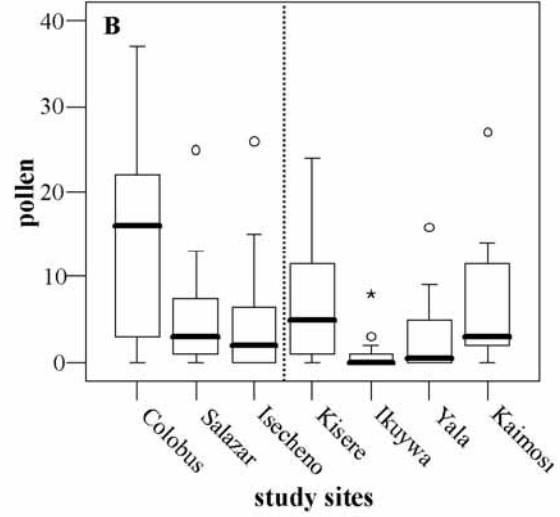 B
40
30
20
10
0
pollen
Colobus
Salazar
Isecheno
Kisere
Ikuywa
Yala
Kaimosi
study sites